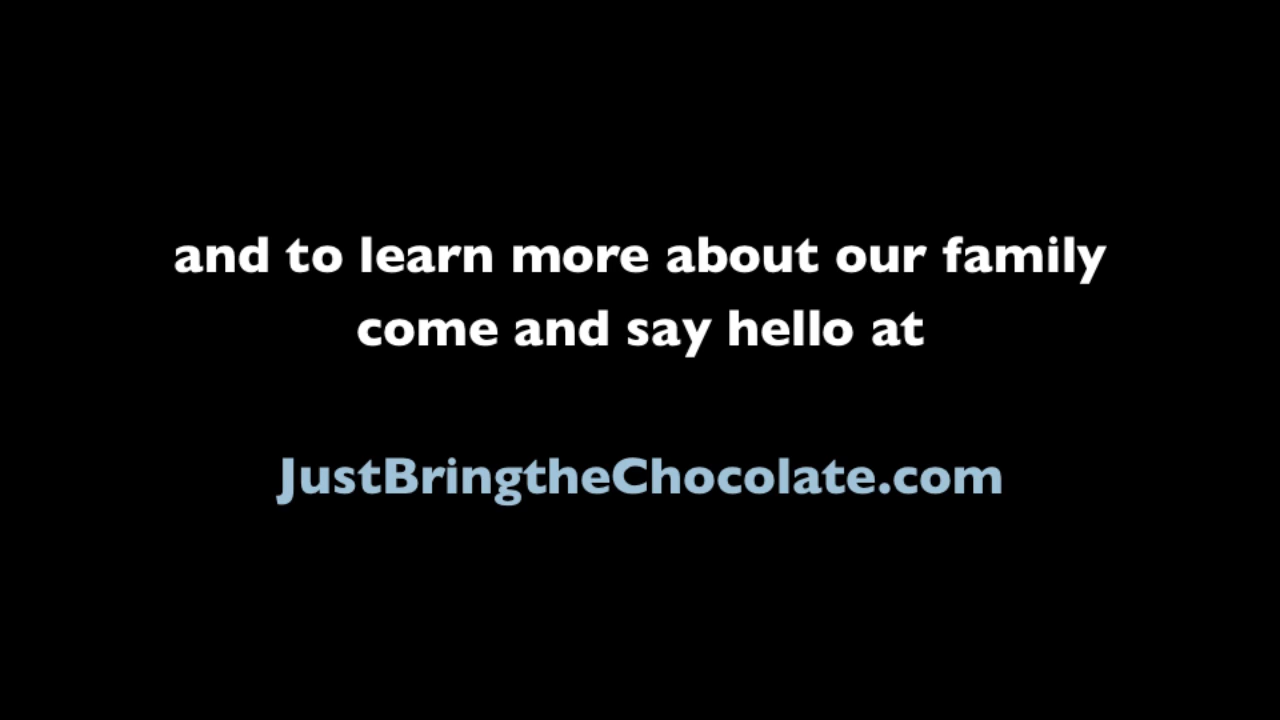 and to learn more about our family
come and say hello at
JustBringtheChocolate.com